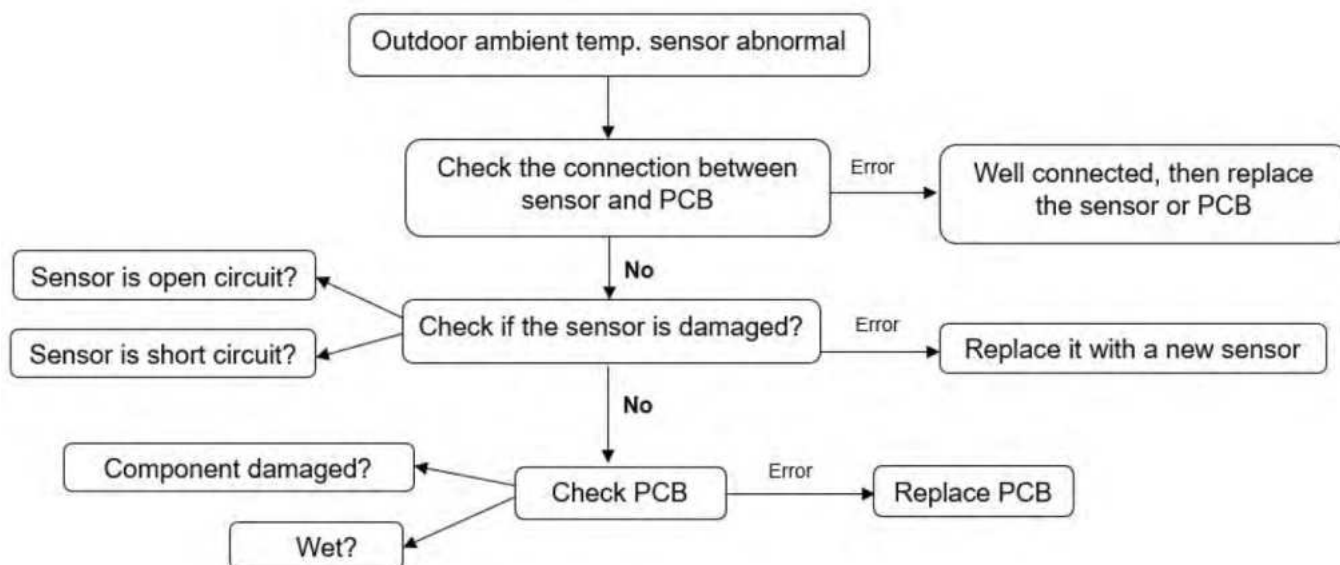 Outdoor ambient temp. sensor abnormal
Check the connection between
sensor and PCB
Error
Well connected, then replace
the sensor or PCB
No
Sensor is open circuit?
Sensor is short circuit?
Check if the sensor is damaged?
Error
Replace it with a new sensor
No
Component damaged?
Wet?
Check PCB
Error
Replace PCB